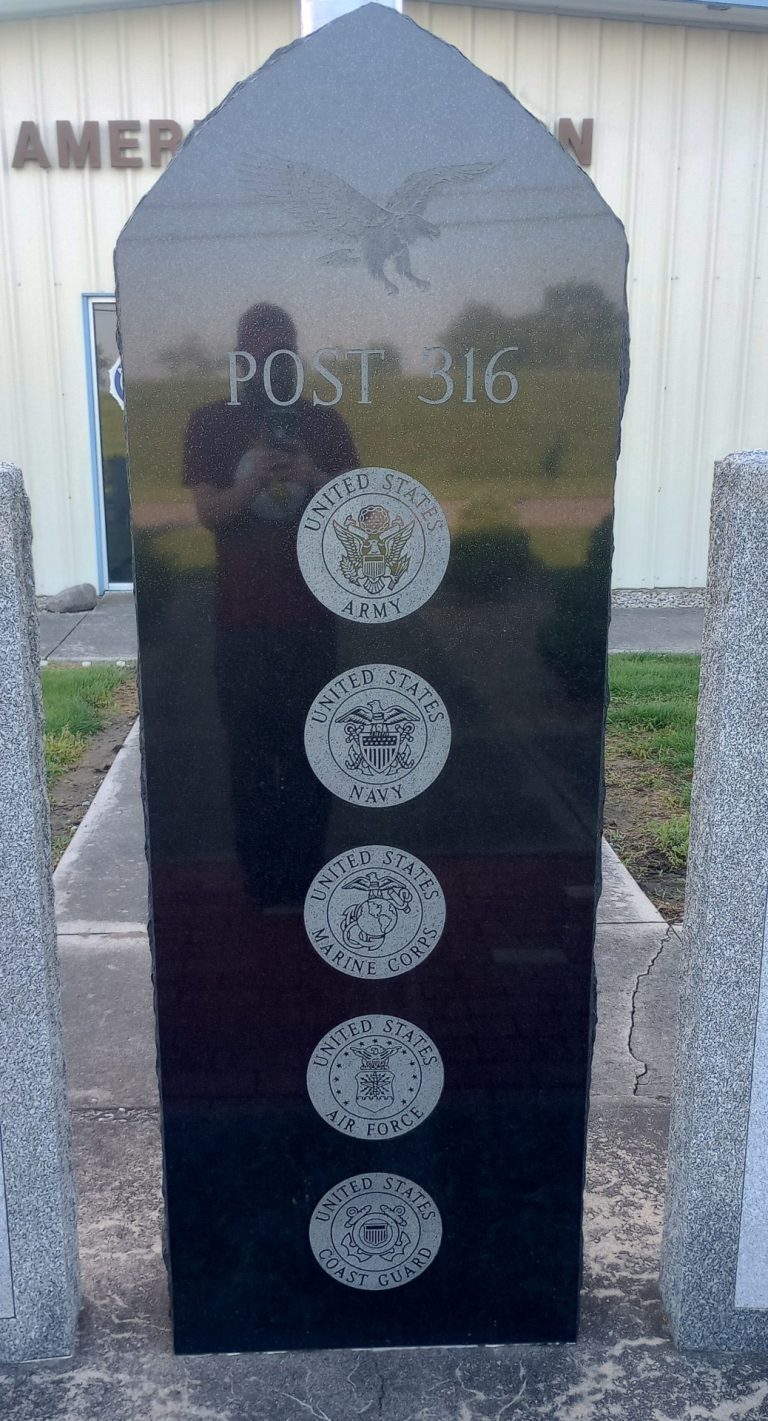 AMER N
POST 316
UNITED STATES
ARMY
UNITED STATES
NAVY
UNITED STATES
MARINE CORPS
UNITED STATES
AIR FORCE
UNITED STATES
COAST GUARD